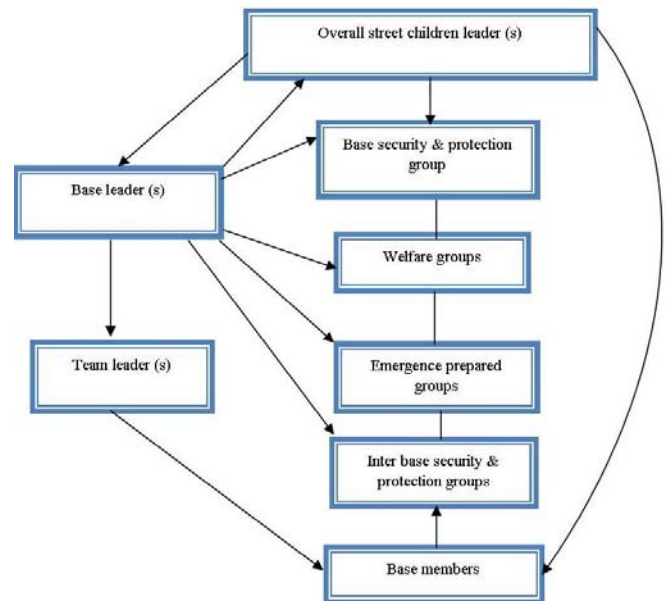 Overall street children leader (s)
Base security & protection
group
Base leader (s)
Welfare groups
Team leader (s)
Emergence prepared
groups
Inter base security &
protection groups
Base members